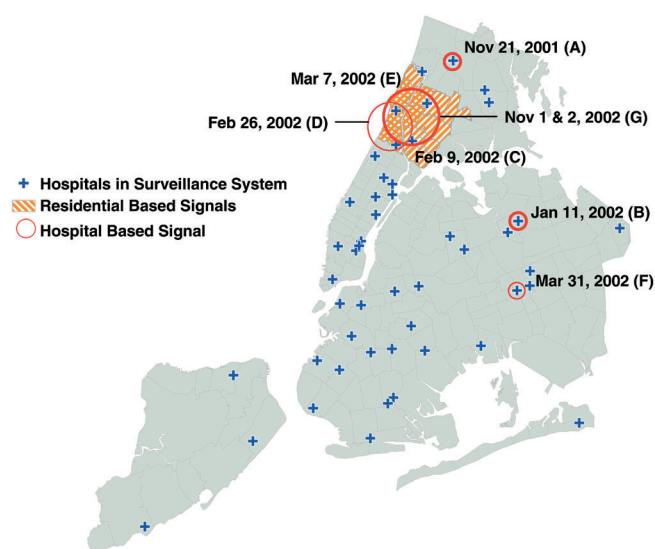 Nov 21, 2001 (A)
Mar 7, 2002 (E)
Feb 26, 2002 (D)
Nov 1 & 2, 2002 (G)
Feb 9, 2002 (C)
Hospitals in Surveillance System
Residential Based Signals
Hospital Based Signal
Jan 11, 2002 (B)
Mar 31, 2002 (F)